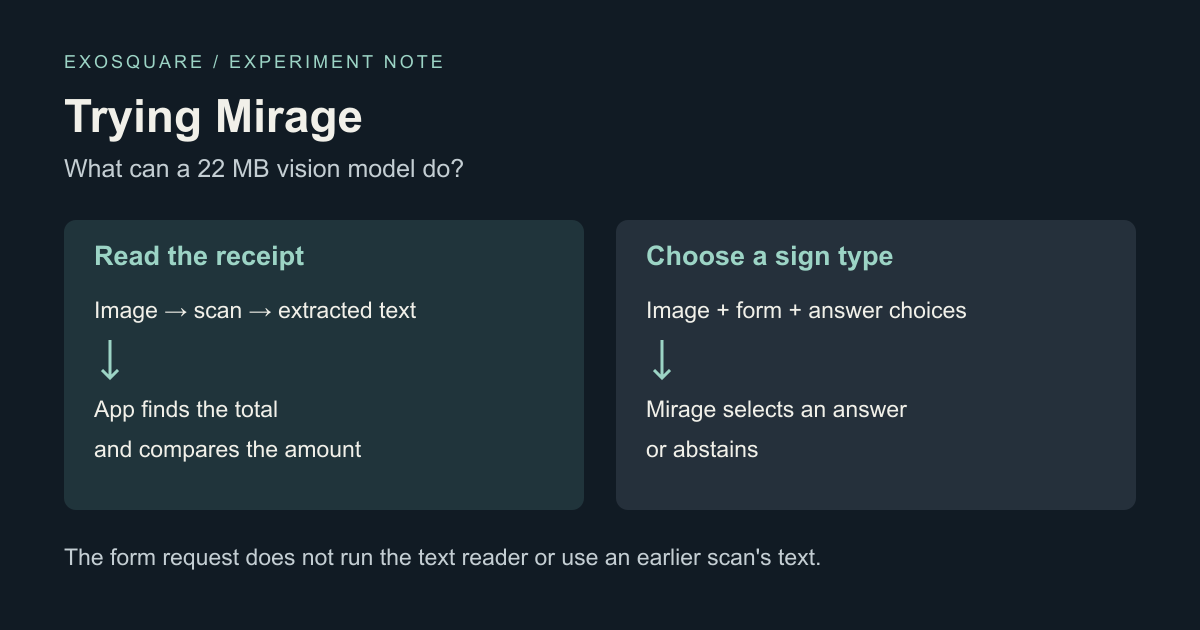 EXOSQUARE / EXPERIMENT NOTE
Trying Mirage
What can a 22 MB vision model do?
Read the receipt
Image → scan → extracted text
↓
App finds the total
and compares the amount
Choose a sign type
Image + form + answer choices
↓
Mirage selects an answer
or abstains
The form request does not run the text reader or use an earlier scan's text.